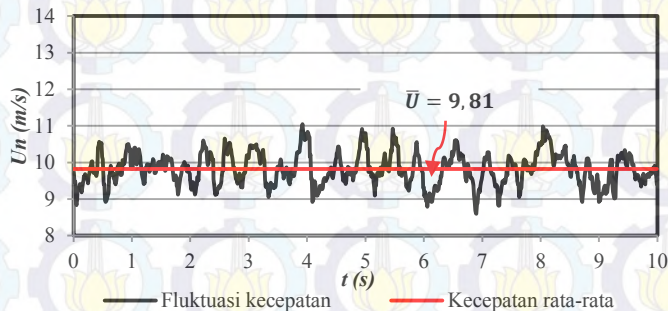 14
13
12
11
10
9
8
Un (m/s)
U̅ = 9,81
0 1 2 3 4 5 6 7 8 9 10
t (s)
Fluktuasi kecepatan Kecepatan rata-rata